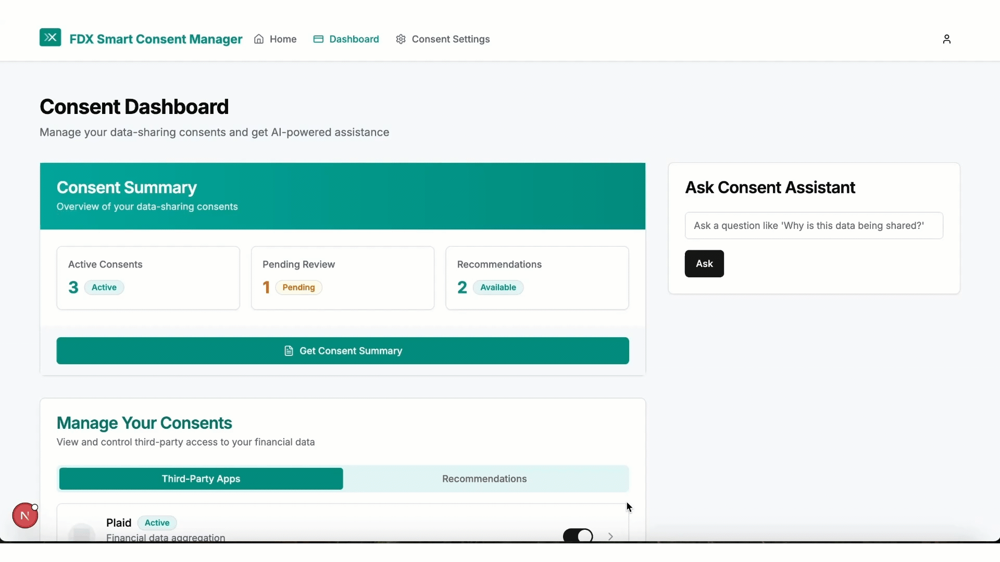 FDX Smart Consent Manager
Home
Dashboard
Consent Settings
Consent Dashboard
Manage your data-sharing consents and get AI-powered assistance
Consent Summary
Overview of your data-sharing consents
Active Consents
3 Active
Pending Review
1 Pending
Recommendations
2 Available
Get Consent Summary
Ask Consent Assistant
Ask a question like 'Why is this data being shared?'
Ask
Manage Your Consents
View and control third-party access to your financial data
Third-Party Apps
Recommendations
Plaid Active
Financial data aggregation
N